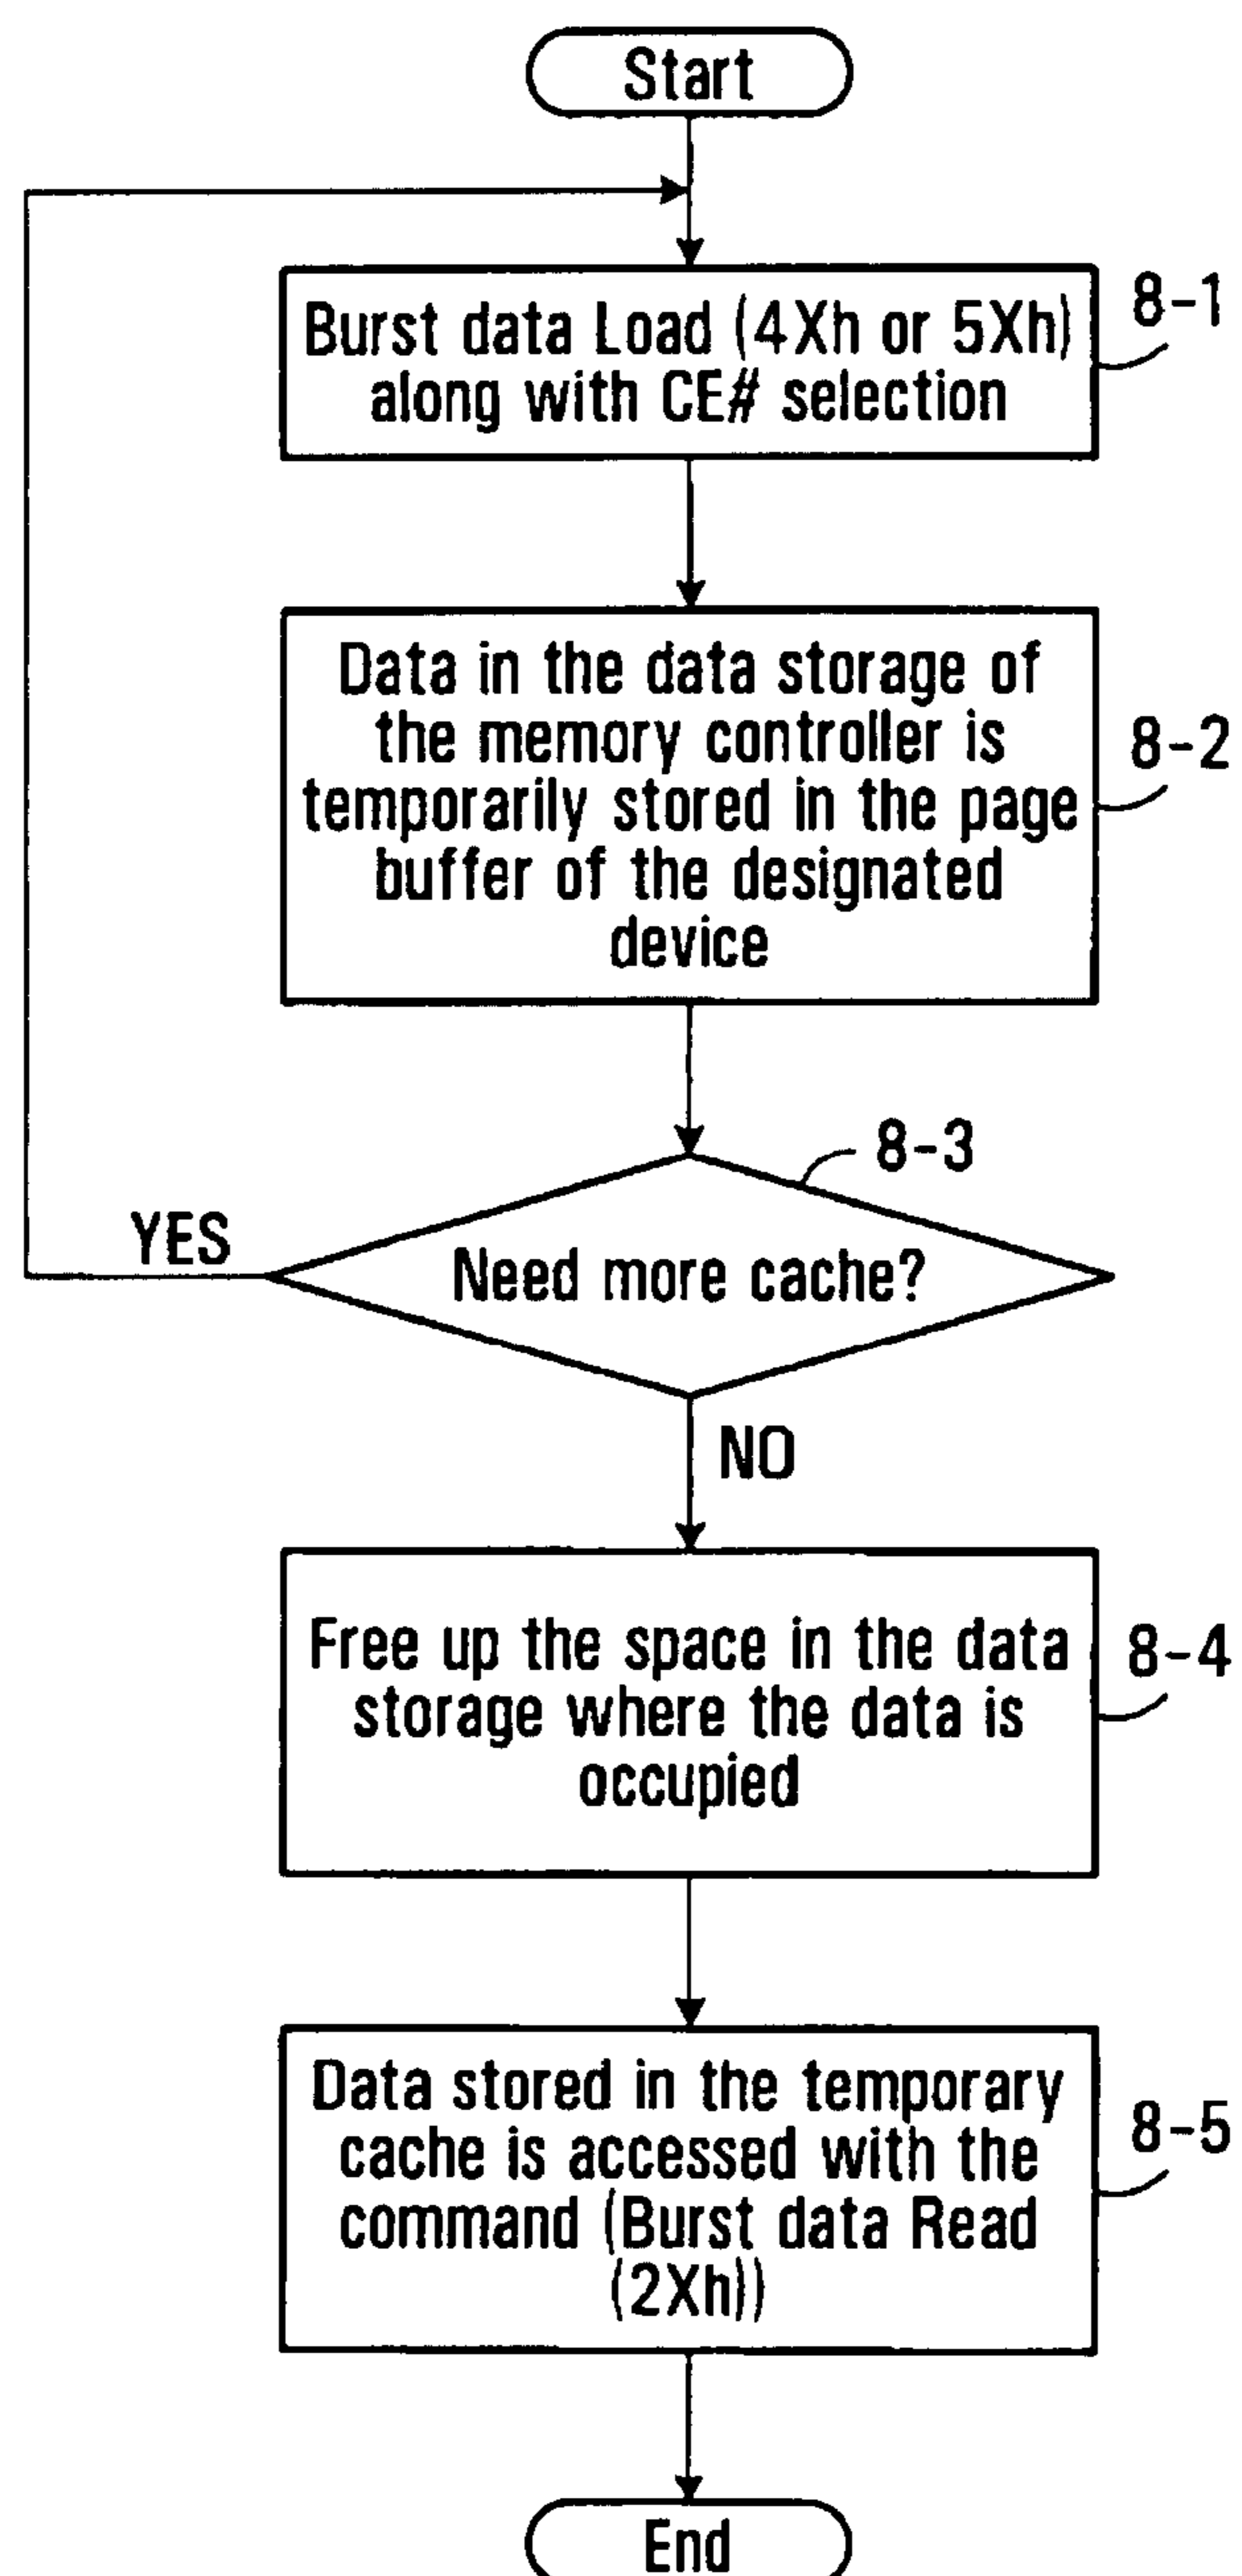 Start
Burst data Load (4Xh or 5Xh)
along with CE# selection
8-1
Data in the data storage of
the memory controller is
temporarily stored in the page
buffer of the designated
device
8-2
8-3
YES
Need more cache?
NO
Free up the space in the data
storage where the data is
occupied
8-4
Data stored in the temporary
cache is accessed with the
command (Burst data Read
(2Xh))
8-5
End